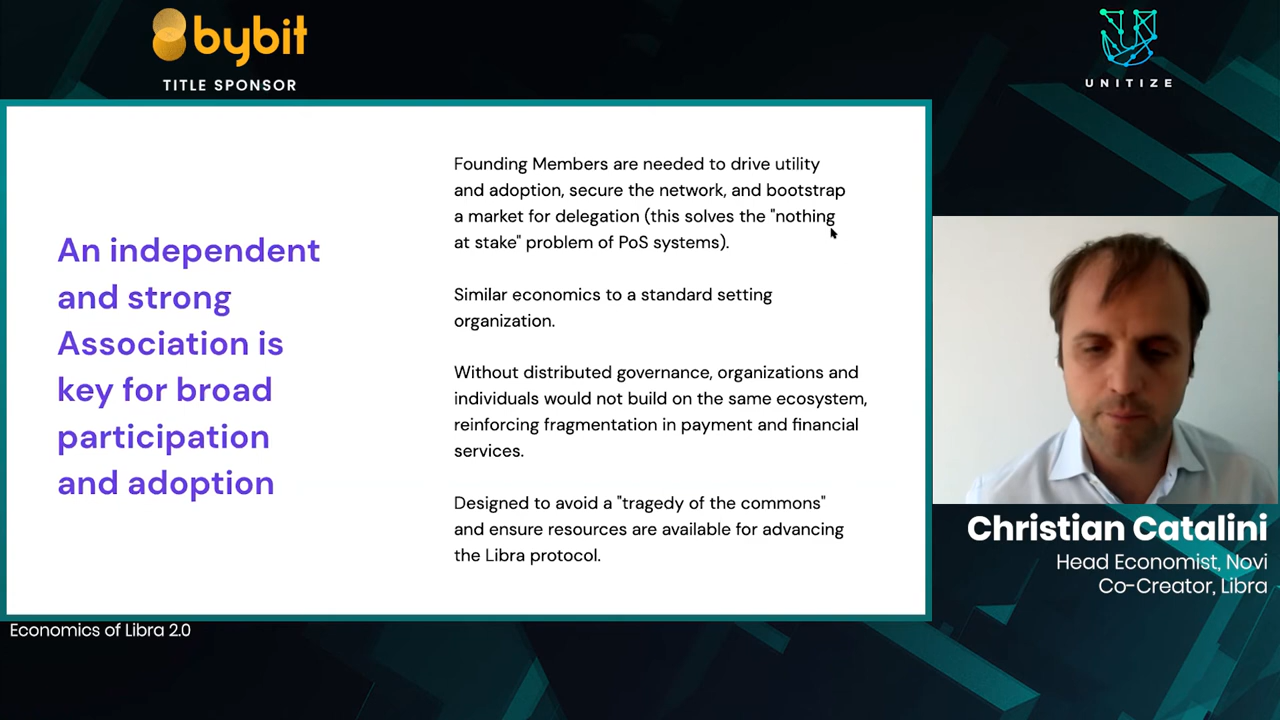 bybit
TITLE SPONSOR
UNITIZE
An independent
and strong
Association is
key for broad
participation
and adoption
Founding Members are needed to drive utility
and adoption, secure the network, and bootstrap
a market for delegation (this solves the "nothing
at stake" problem of PoS systems).
Similar economics to a standard setting
organization.
Without distributed governance, organizations and
individuals would not build on the same ecosystem,
reinforcing fragmentation in payment and financial
services.
Designed to avoid a "tragedy of the commons"
and ensure resources are available for advancing
the Libra protocol.
Christian Catalini
Head Economist, Novi
Co-Creator, Libra
Economics of Libra 2.0